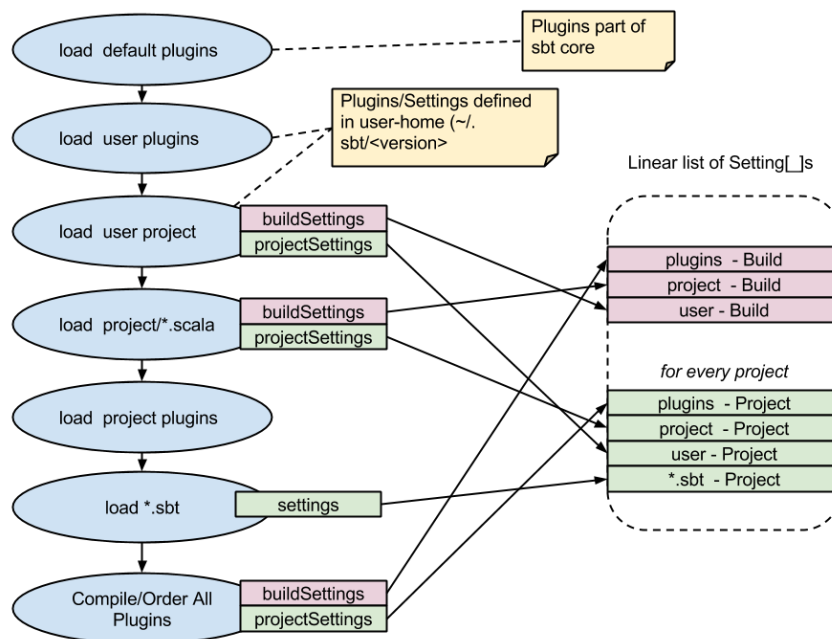 load default plugins
Plugins part of
sbt core
load user plugins
Plugins/Settings defined
in user-home (~/.
sbt/<version>
Linear list of Setting[_]s
load user project
buildSettings
projectSettings
plugins - Build
project - Build
user - Build
load project/*.scala
buildSettings
projectSettings
for every project
plugins - Project
project - Project
user - Project
*.sbt - Project
load project plugins
load *.sbt
settings
Compile/Order All
Plugins
buildSettings
projectSettings